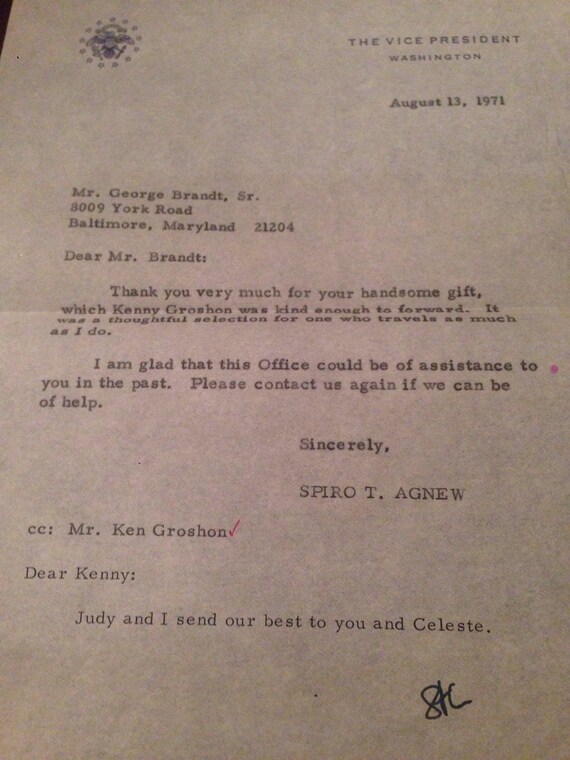 THE VICE PRESIDENT
WASHINGTON
August 13, 1971
Mr. George Brandt, Sr.
8009 York Road
Baltimore, Maryland 21204
Dear Mr. Brandt:
Thank you very much for your handsome gift,
which Kenny Groshon was kind enough to forward. It
was a thoughtful selection for one who travels as much
as I do.
I am glad that this Office could be of assistance to
you in the past. Please contact us again if we can be
of help.
Sincerely,
SPIRO T. AGNEW
cc: Mr. Ken Groshon✓
Dear Kenny:
Judy and I send our best to you and Celeste.